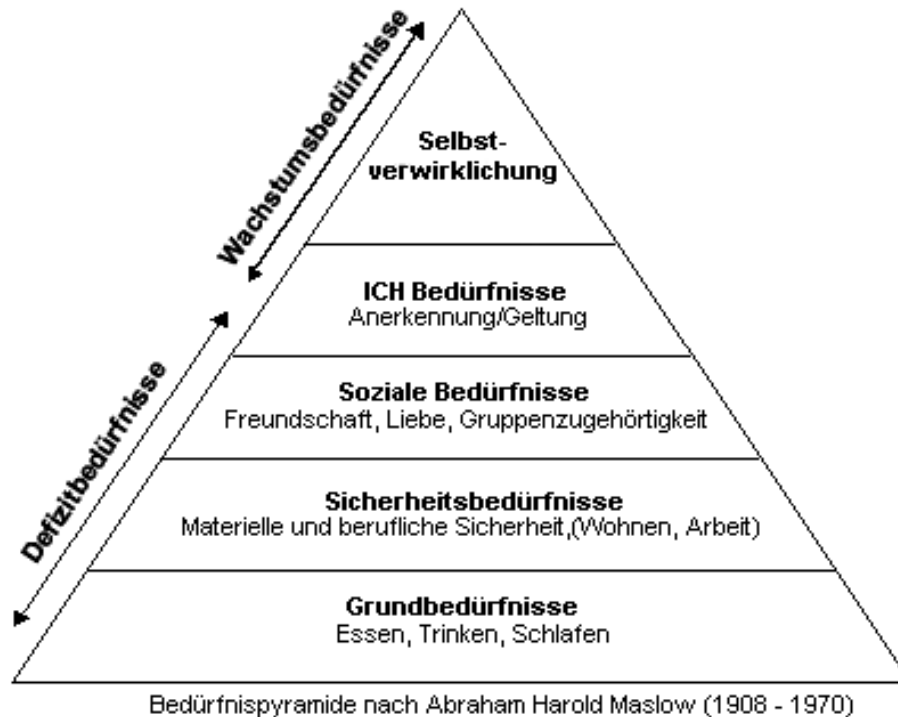 Wachstumsbedürfnisse
Defizitbedürfnisse
Selbst-
verwirklichung
ICH Bedürfnisse
Anerkennung/Geltung
Soziale Bedürfnisse
Freundschaft, Liebe, Gruppenzugehörtigkeit
Sicherheitsbedürfnisse
Materielle und berufliche Sicherheit,(Wohnen, Arbeit)
Grundbedürfnisse
Essen, Trinken, Schlafen
Bedürfnispyramide nach Abraham Harold Maslow (1908 - 1970)